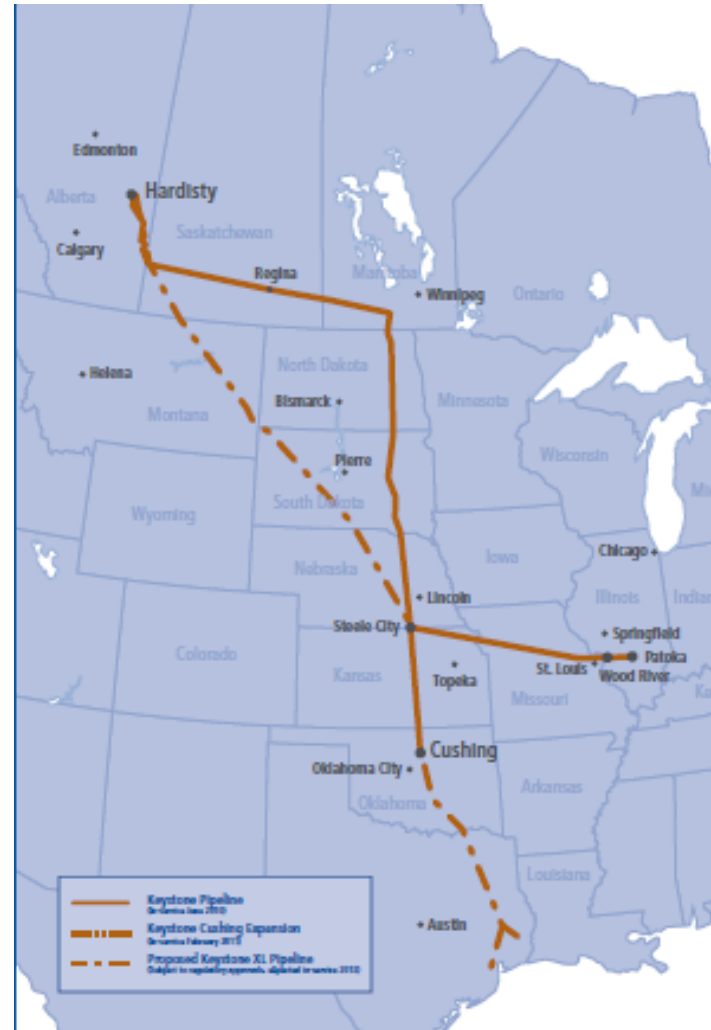 Edmonton
Hardisty
Alberta
Calgary
Saskatchewan
Regina
Manitoba
Winnipeg
Ontario
Helena
Montana
North Dakota
Bismarck
Minnesota
Pierre
South Dakota
Wisconsin
Wyoming
Iowa
Chicago
Nebraska
Lincoln
Illinois
Steele City
Springfield
Colorado
Kansas
Topeka
St. Louis
Patoka
Wood River
Missouri
Cushing
Oklahoma City
Oklahoma
Arkansas
Louisiana
Austin
Keystone Pipeline
Keystone Cushing Expansion
Proposed Keystone XL Pipeline